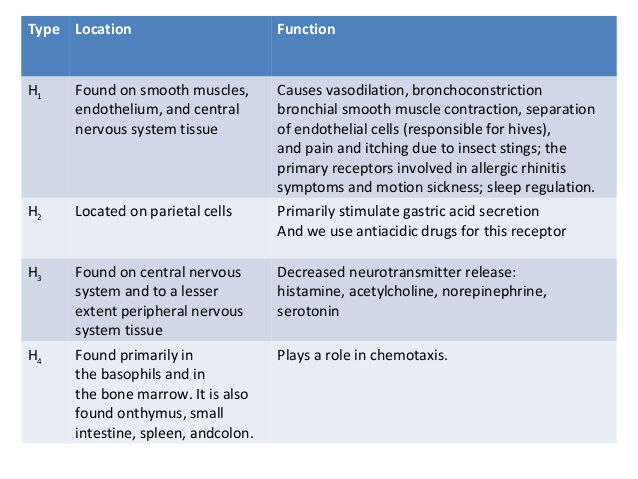 Type Location Function
H1 Found on smooth muscles, endothelium, and central nervous system tissue
Causes vasodilation, bronchoconstriction
bronchial smooth muscle contraction, separation
of endothelial cells (responsible for hives),
and pain and itching due to insect stings; the
primary receptors involved in allergic rhinitis
symptoms and motion sickness; sleep regulation.
H2 Located on parietal cells
Primarily stimulate gastric acid secretion
And we use antiacidic drugs for this receptor
H3 Found on central nervous
system and to a lesser
extent peripheral nervous
system tissue
Decreased neurotransmitter release:
histamine, acetylcholine, norepinephrine,
serotonin
H4 Found primarily in
the basophils and in
the bone marrow. It is also
found onthymus, small
intestine, spleen, andcolon.
Plays a role in chemotaxis.